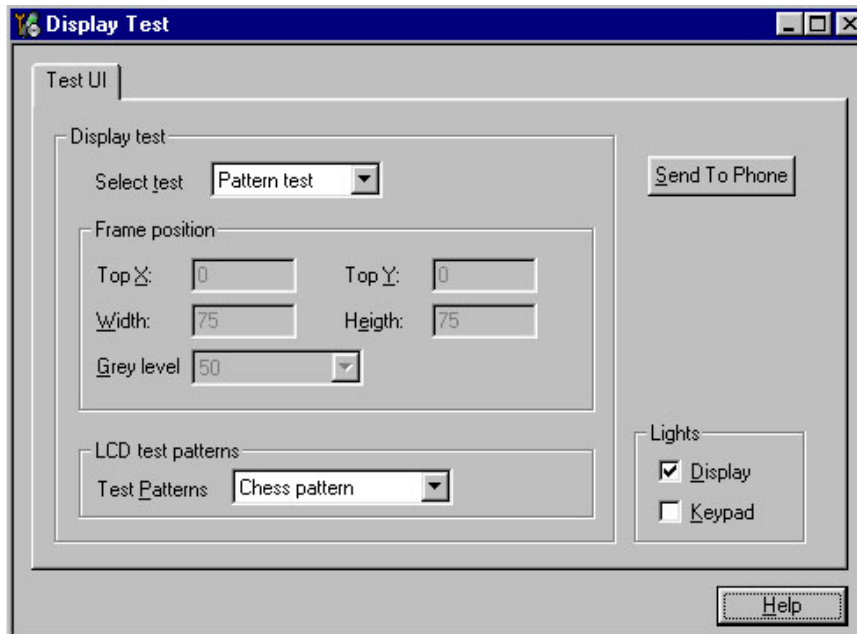 Display Test
Test UI
Display test
Select test Pattern test
Send To Phone
Frame position
Top X: 0 Top Y: 0
Width: 75 Heigth: 75
Grey level 50
LCD test patterns
Test Patterns Chess pattern
Lights
Display
Keypad
Help